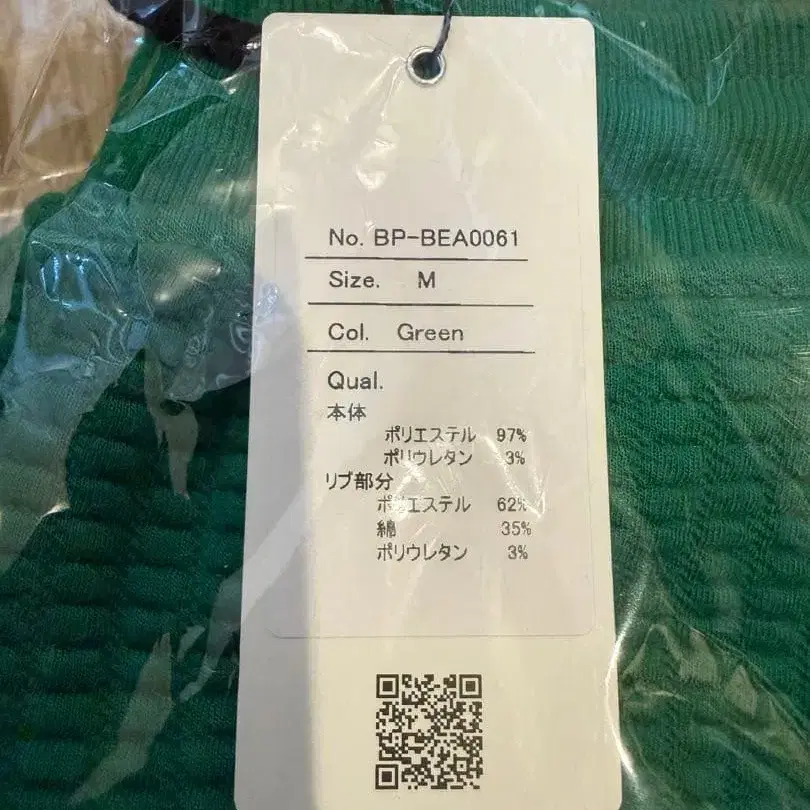 No. BP-BEA0061
Size. M
Col. Green
Qual.
本体
ポリエステル 97%
ポリウレタン 3%
リブ部分
ポリエステル 62%
綿 35%
ポリウレタン 3%